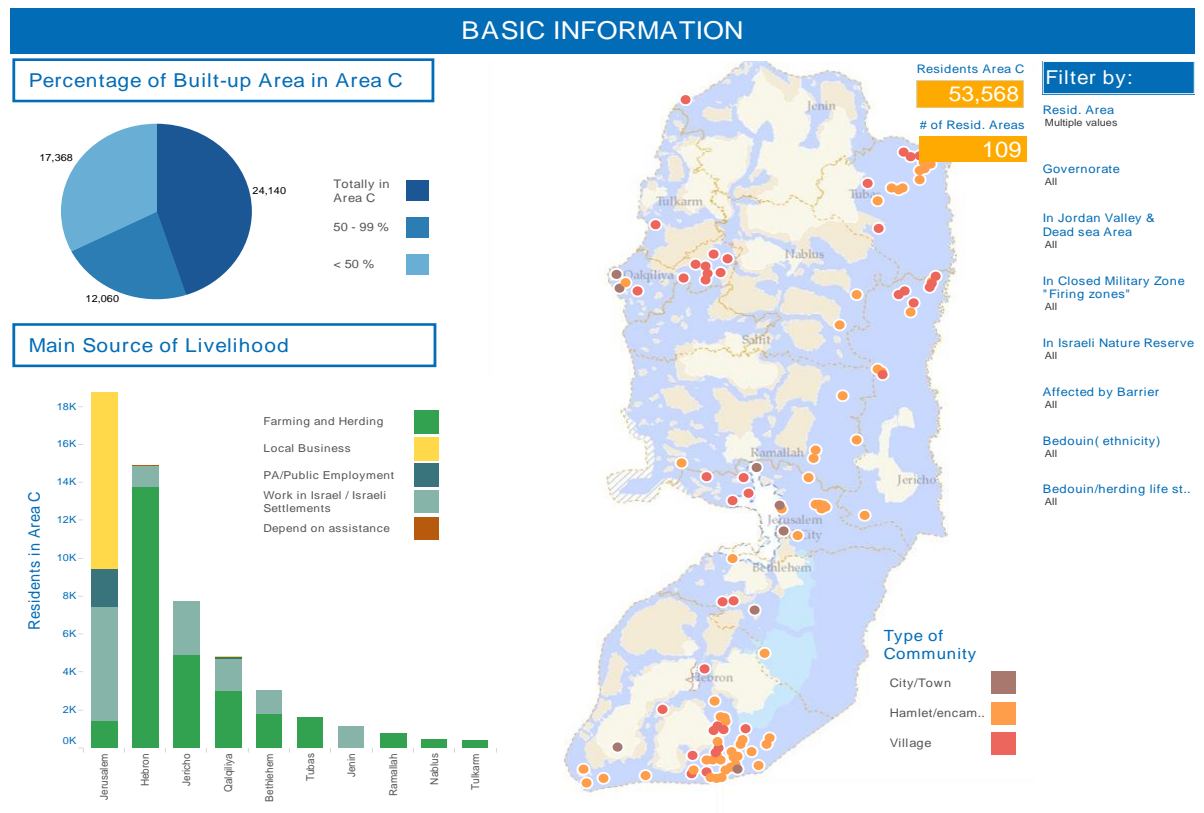 BASIC INFORMATION
Percentage of Built-up Area in Area C
17,368
24,140
12,060
Totally in
Area C
50 - 99 %
< 50 %
Main Source of Livelihood
Residents in Area C
18K
16K
14K
12K
10K
8K
6K
4K
2K
0K
Farming and Herding
Local Business
PA/Public Employment
Work in Israel / Israeli
Settlements
Depend on assistance
Jerusalem
Hebron
Jericho
Qalqiliya
Bethlehem
Tubas
Jenin
Ramallah
Nablus
Tulkarm
Residents Area C
53,568
# of Resid. Areas
109
Jenin
Tubas
Tulkarm
Nablus
Qalqiliya
Salfit
Ramallah
Jericho
Jerusalem
City
Bethlehem
Hebron
Type of
Community
City/Town
Hamlet/encam..
Village
Filter by:
Resid. Area
Multiple values
Governorate
All
In Jordan Valley &
Dead sea Area
All
In Closed Military Zone
"Firing zones"
All
In Israeli Nature Reserve
All
Affected by Barrier
All
Bedouin( ethnicity)
All
Bedouin/herding life st..
All